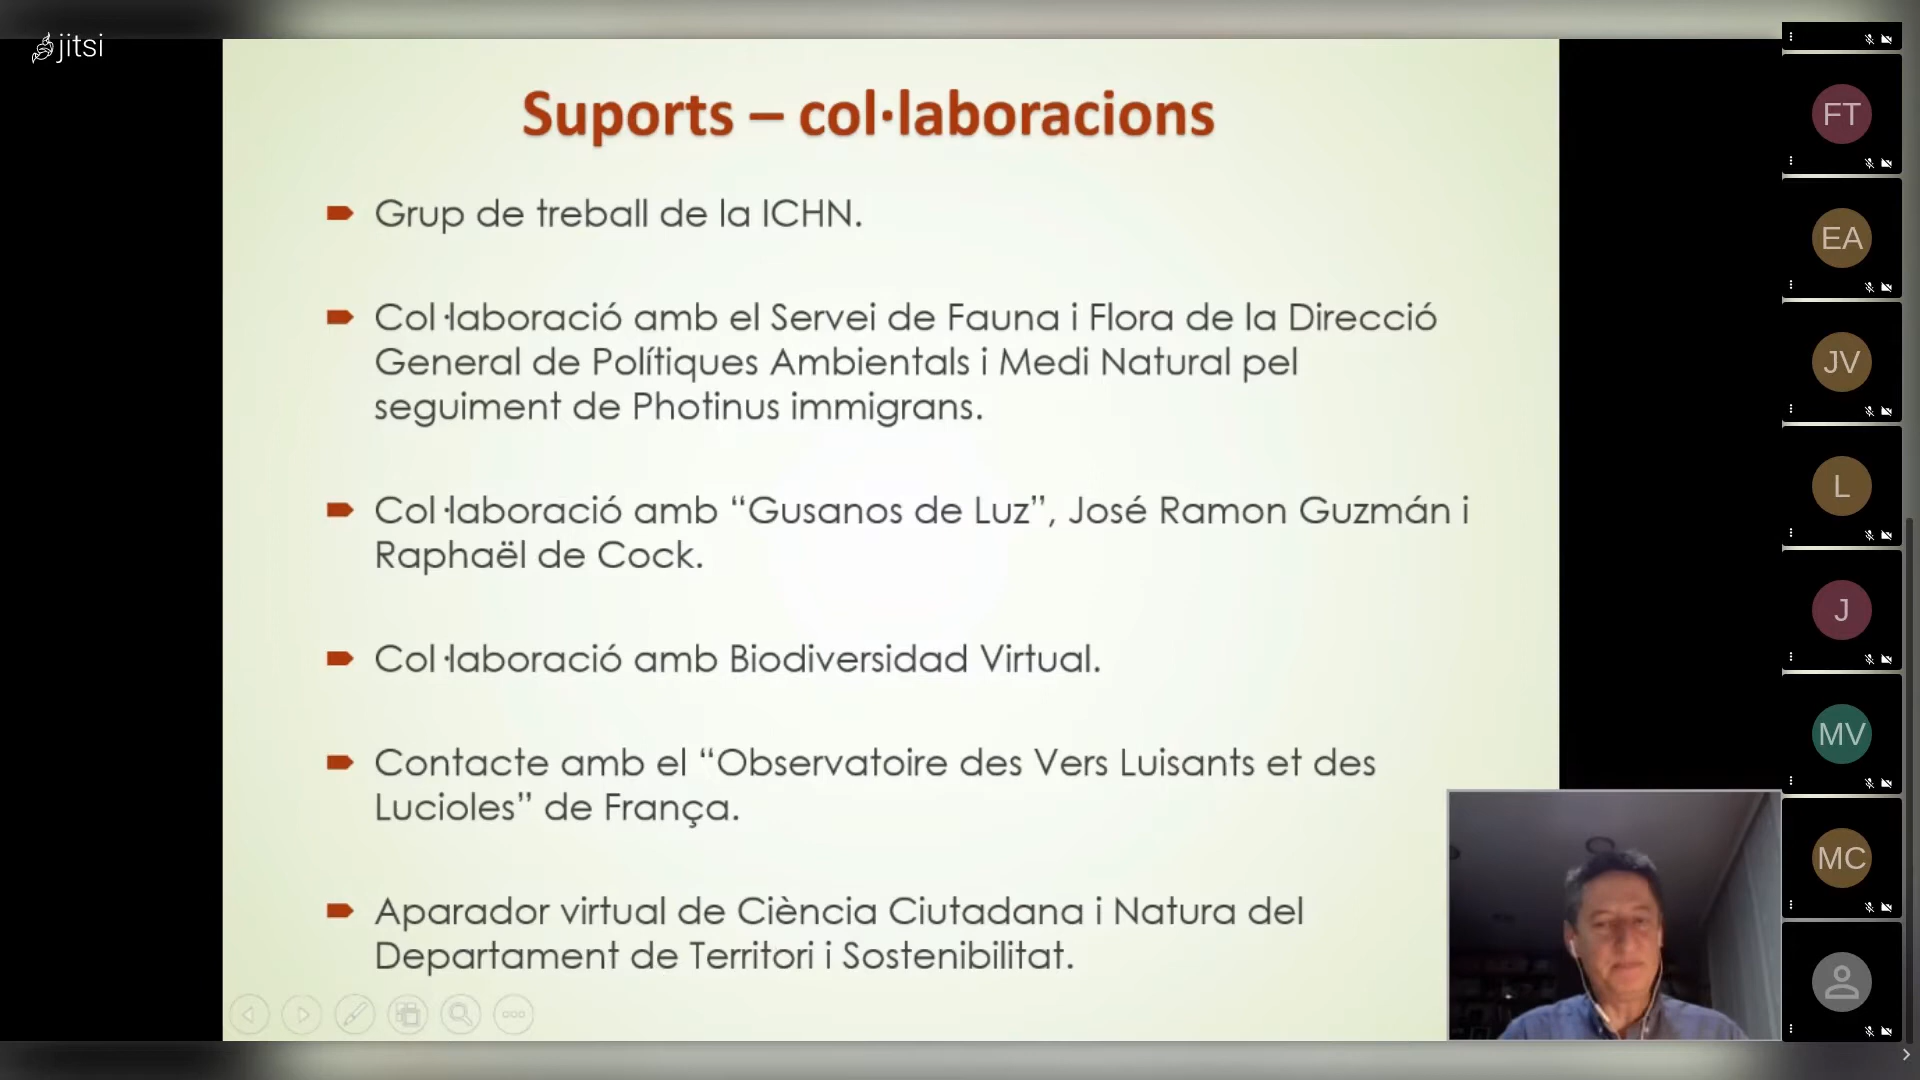 jitsi
Suports – col·laboracions
Grup de treball de la ICHN.
Col·laboració amb el Servei de Fauna i Flora de la Direcció
General de Polítiques Ambientals i Medi Natural pel
seguiment de Photinus immigrans.
Col·laboració amb “Gusanos de Luz”, José Ramon Guzmán i
Raphaël de Cock.
Col·laboració amb Biodiversidad Virtual.
Contacte amb el “Observatoire des Vers Luisants et des
Lucioles” de França.
Aparador virtual de Ciència Ciutadana i Natura del
Departament de Territori i Sostenibilitat.
FT
EA
JV
L
J
MV
MC